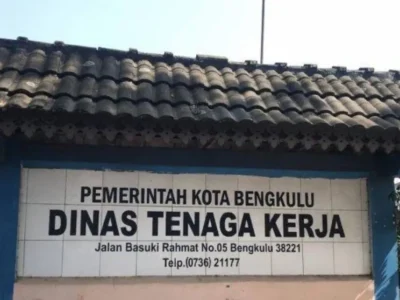 PEMERINTAH KOTA BENGKULU
DINAS TENAGA KERJA
Jalan Basuki Rahmat No.05 Bengkulu 38221
Telp.(0736) 21177